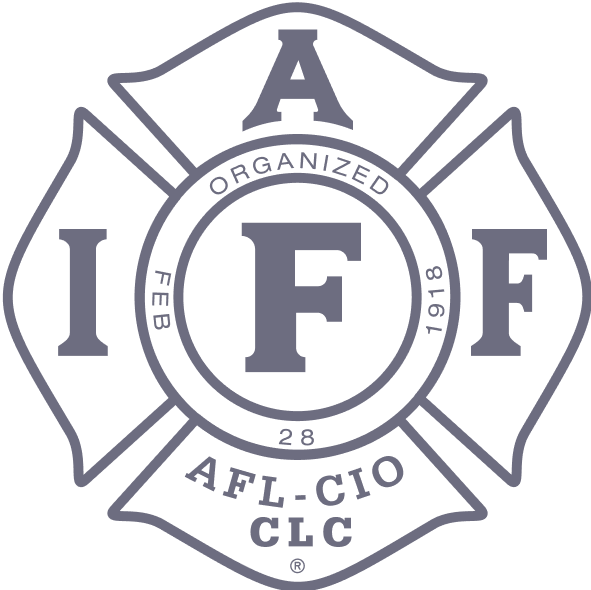 A
ORGANIZED
I F F
FEB 1918
28
AFL-CIO
CLC
®